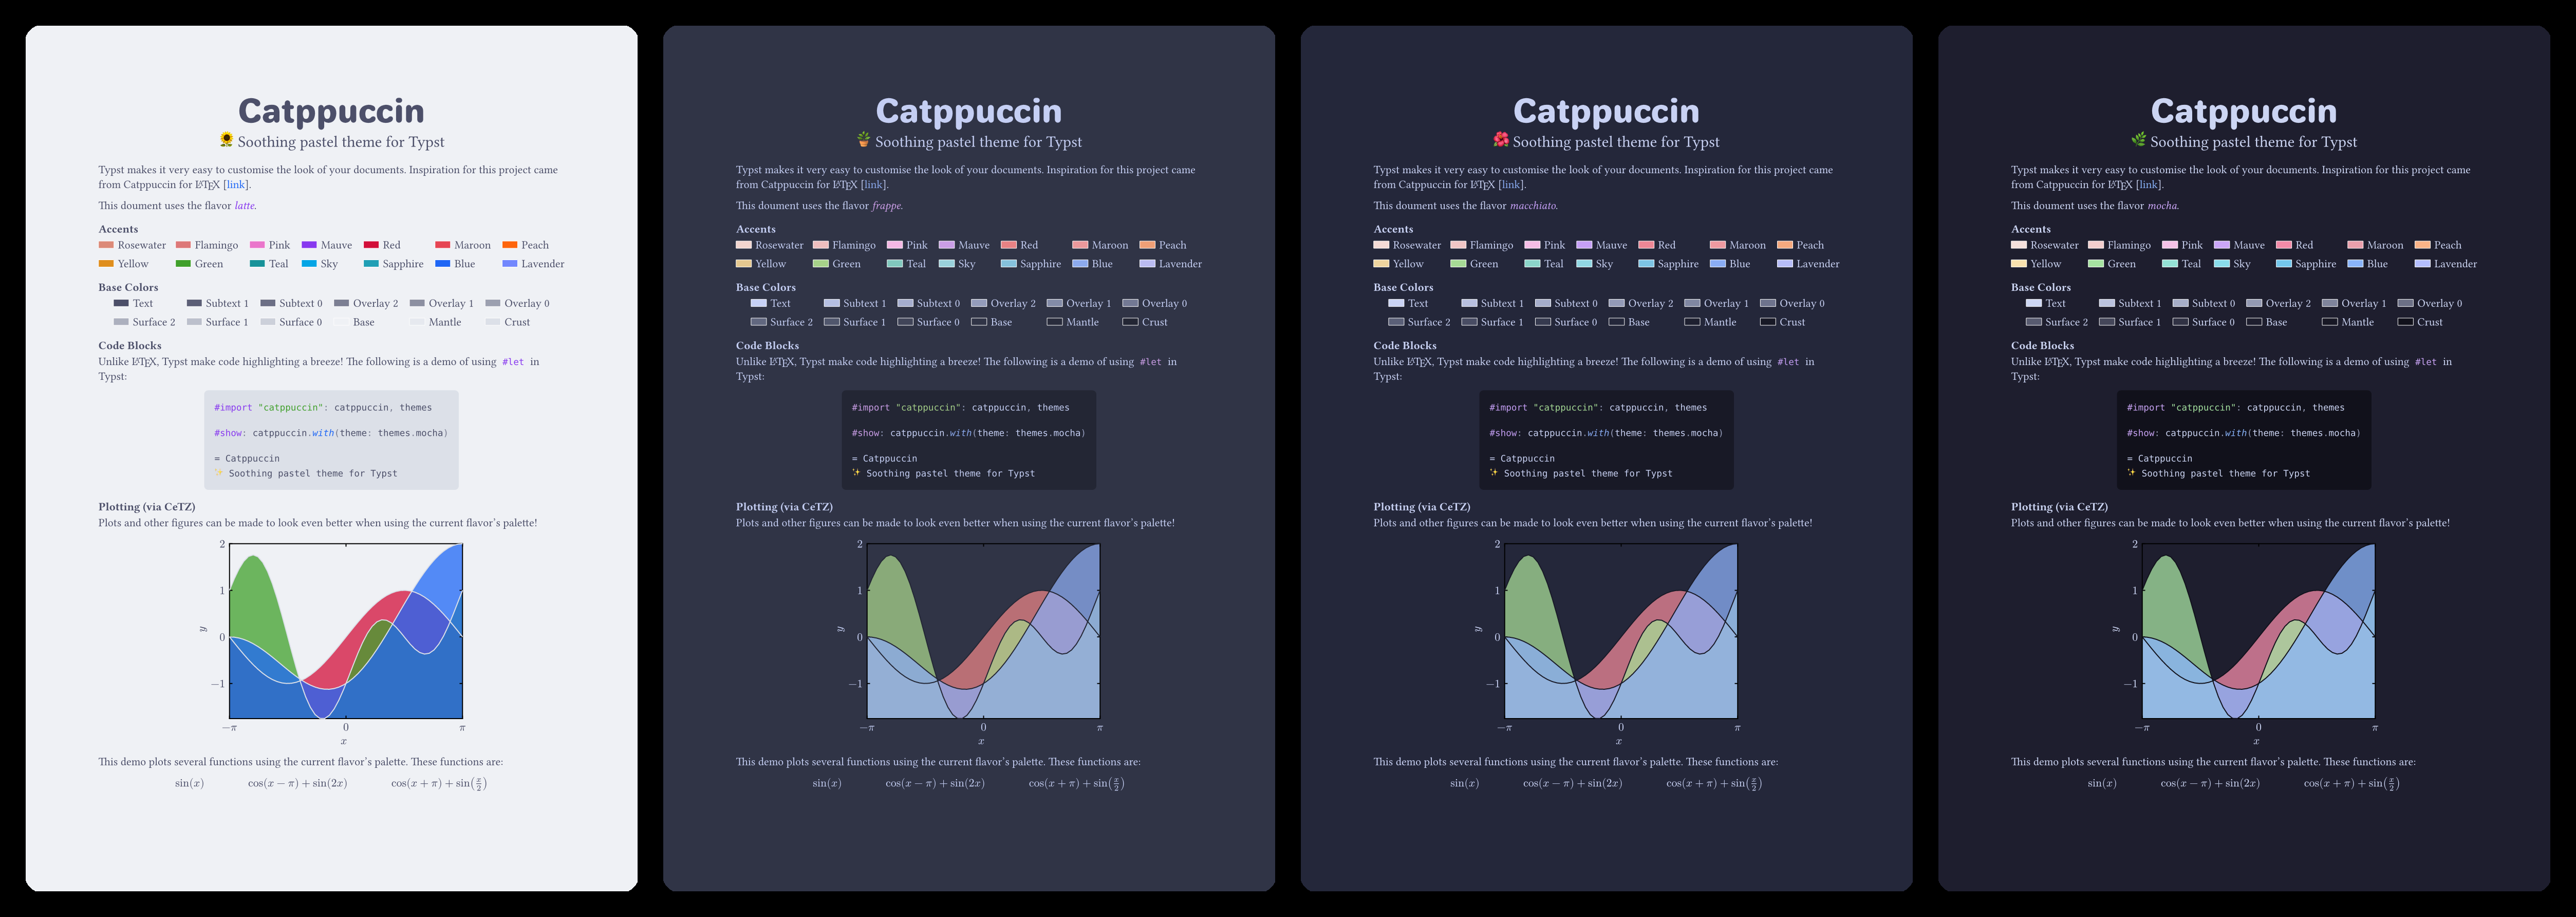 Catppuccin
🌻 Soothing pastel theme for Typst
Typst makes it very easy to customise the look of your documents. Inspiration for this project came
from Catppuccin for LATEX [link].
This doument uses the flavor latte.
Accents
Rosewater Flamingo Pink Mauve Red Maroon Peach
Yellow Green Teal Sky Sapphire Blue Lavender
Base Colors
Text Subtext 1 Subtext 0 Overlay 2 Overlay 1 Overlay 0
Surface 2 Surface 1 Surface 0 Base Mantle Crust
Code Blocks
Unlike LATEX, Typst make code highlighting a breeze! The following is a demo of using #let in
Typst:
#import "catppuccin": catppuccin, themes
#show: catppuccin.with(theme: themes.mocha)
= Catppuccin
✨ Soothing pastel theme for Typst
Plotting (via CeTZ)
Plots and other figures can be made to look even better when using the current flavor's palette!
2
1
0
−1
y
−π 0 π
x
This demo plots several functions using the current flavor's palette. These functions are:
sin(x) cos(x − π) + sin(2x) cos(x + π) + sin(x/2)
Catppuccin
🪴 Soothing pastel theme for Typst
Typst makes it very easy to customise the look of your documents. Inspiration for this project came
from Catppuccin for LATEX [link].
This doument uses the flavor frappe.
Accents
Rosewater Flamingo Pink Mauve Red Maroon Peach
Yellow Green Teal Sky Sapphire Blue Lavender
Base Colors
Text Subtext 1 Subtext 0 Overlay 2 Overlay 1 Overlay 0
Surface 2 Surface 1 Surface 0 Base Mantle Crust
Code Blocks
Unlike LATEX, Typst make code highlighting a breeze! The following is a demo of using #let in
Typst:
#import "catppuccin": catppuccin, themes
#show: catppuccin.with(theme: themes.mocha)
= Catppuccin
✨ Soothing pastel theme for Typst
Plotting (via CeTZ)
Plots and other figures can be made to look even better when using the current flavor's palette!
2
1
0
−1
y
−π 0 π
x
This demo plots several functions using the current flavor's palette. These functions are:
sin(x) cos(x − π) + sin(2x) cos(x + π) + sin(x/2)
Catppuccin
🌺 Soothing pastel theme for Typst
Typst makes it very easy to customise the look of your documents. Inspiration for this project came
from Catppuccin for LATEX [link].
This doument uses the flavor macchiato.
Accents
Rosewater Flamingo Pink Mauve Red Maroon Peach
Yellow Green Teal Sky Sapphire Blue Lavender
Base Colors
Text Subtext 1 Subtext 0 Overlay 2 Overlay 1 Overlay 0
Surface 2 Surface 1 Surface 0 Base Mantle Crust
Code Blocks
Unlike LATEX, Typst make code highlighting a breeze! The following is a demo of using #let in
Typst:
#import "catppuccin": catppuccin, themes
#show: catppuccin.with(theme: themes.mocha)
= Catppuccin
✨ Soothing pastel theme for Typst
Plotting (via CeTZ)
Plots and other figures can be made to look even better when using the current flavor's palette!
2
1
0
−1
y
−π 0 π
x
This demo plots several functions using the current flavor's palette. These functions are:
sin(x) cos(x − π) + sin(2x) cos(x + π) + sin(x/2)
Catppuccin
🌿 Soothing pastel theme for Typst
Typst makes it very easy to customise the look of your documents. Inspiration for this project came
from Catppuccin for LATEX [link].
This doument uses the flavor mocha.
Accents
Rosewater Flamingo Pink Mauve Red Maroon Peach
Yellow Green Teal Sky Sapphire Blue Lavender
Base Colors
Text Subtext 1 Subtext 0 Overlay 2 Overlay 1 Overlay 0
Surface 2 Surface 1 Surface 0 Base Mantle Crust
Code Blocks
Unlike LATEX, Typst make code highlighting a breeze! The following is a demo of using #let in
Typst:
#import "catppuccin": catppuccin, themes
#show: catppuccin.with(theme: themes.mocha)
= Catppuccin
✨ Soothing pastel theme for Typst
Plotting (via CeTZ)
Plots and other figures can be made to look even better when using the current flavor's palette!
2
1
0
−1
y
−π 0 π
x
This demo plots several functions using the current flavor's palette. These functions are:
sin(x) cos(x − π) + sin(2x) cos(x + π) + sin(x/2)